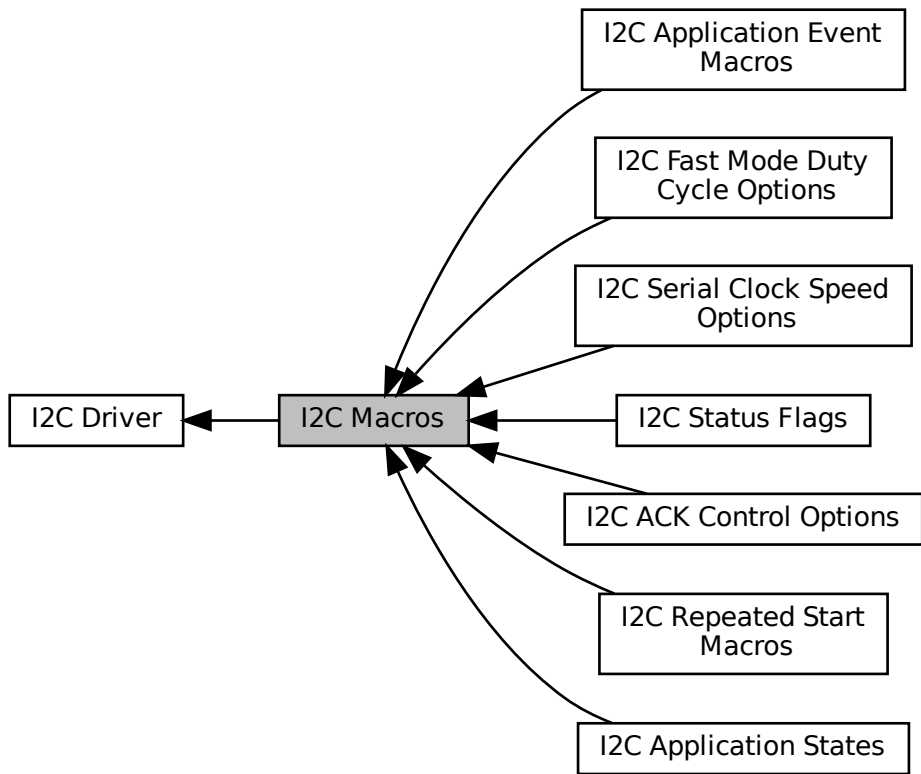 I2C Application Event
Macros
I2C Fast Mode Duty
Cycle Options
I2C Serial Clock Speed
Options
I2C Driver
I2C Macros
I2C Status Flags
I2C ACK Control Options
I2C Repeated Start
Macros
I2C Application States